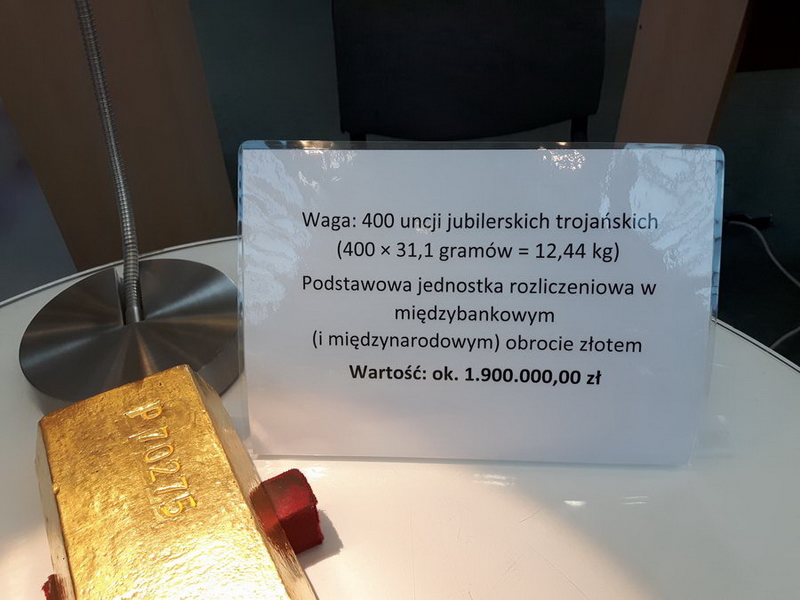 Waga: 400 uncji jubilerskich trojańskich
(400 × 31,1 gramów = 12,44 kg)
Podstawowa jednostka rozliczeniowa w
międzybankowym
(i międzynarodowym) obrocie złotem
Wartość: ok. 1.900.000,00 zł
P 70275